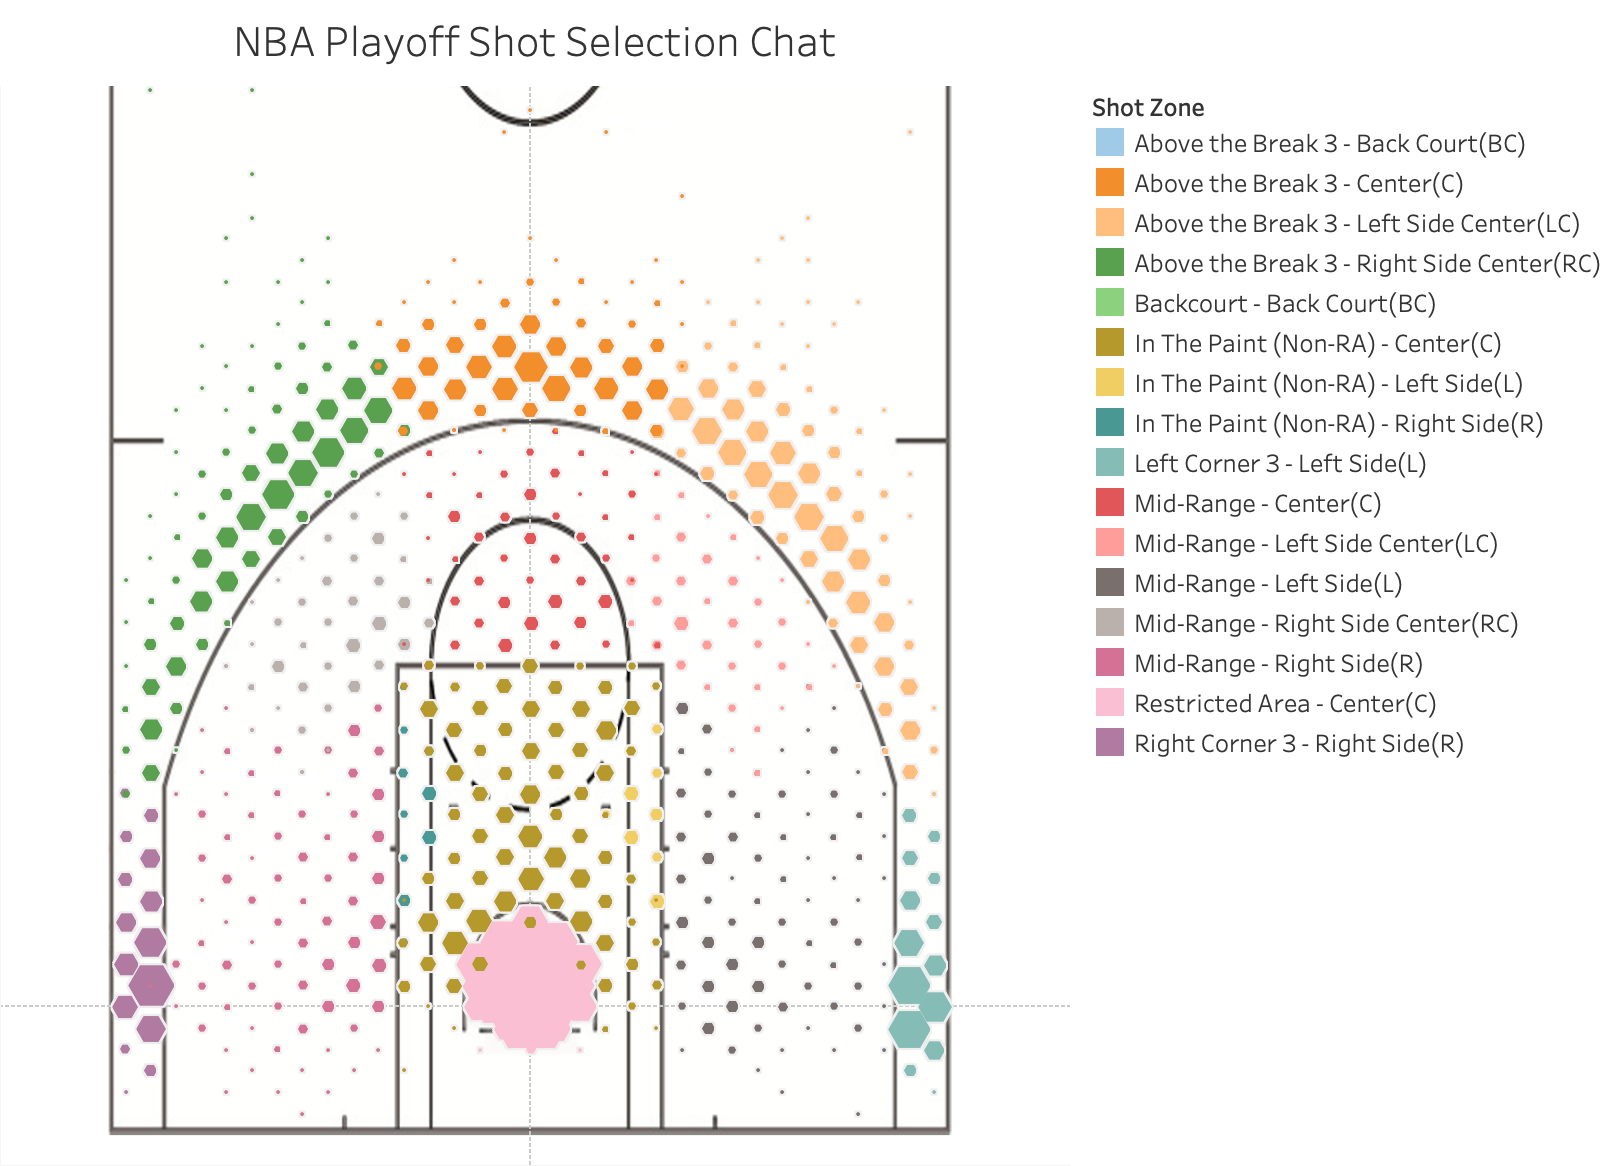 NBA Playoff Shot Selection Chat
Shot Zone
Above the Break 3 - Back Court(BC)
Above the Break 3 - Center(C)
Above the Break 3 - Left Side Center(LC)
Above the Break 3 - Right Side Center(RC)
Backcourt - Back Court(BC)
In The Paint (Non-RA) - Center(C)
In The Paint (Non-RA) - Left Side(L)
In The Paint (Non-RA) - Right Side(R)
Left Corner 3 - Left Side(L)
Mid-Range - Center(C)
Mid-Range - Left Side Center(LC)
Mid-Range - Left Side(L)
Mid-Range - Right Side Center(RC)
Mid-Range - Right Side(R)
Restricted Area - Center(C)
Right Corner 3 - Right Side(R)